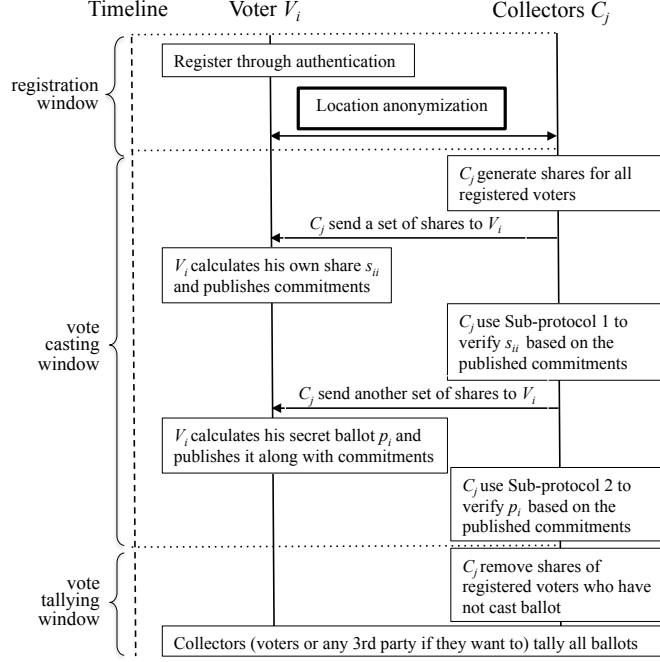 Timeline
Voter V_i
Collectors C_j
Register through authentication
registration
window
Location anonymization
C_j generate shares for all
registered voters
C_j send a set of shares to V_i
V_i calculates his own share s_ii
and publishes commitments
vote
casting
window
C_j use Sub-protocol 1 to
verify s_ii based on the
published commitments
C_j send another set of shares to V_i
V_i calculates his secret ballot p_i and
publishes it along with commitments
C_j use Sub-protocol 2 to
verify p_i based on the
published commitments
vote
tallying
window
C_j remove shares of
registered voters who have
not cast ballot
Collectors (voters or any 3rd party if they want to) tally all ballots